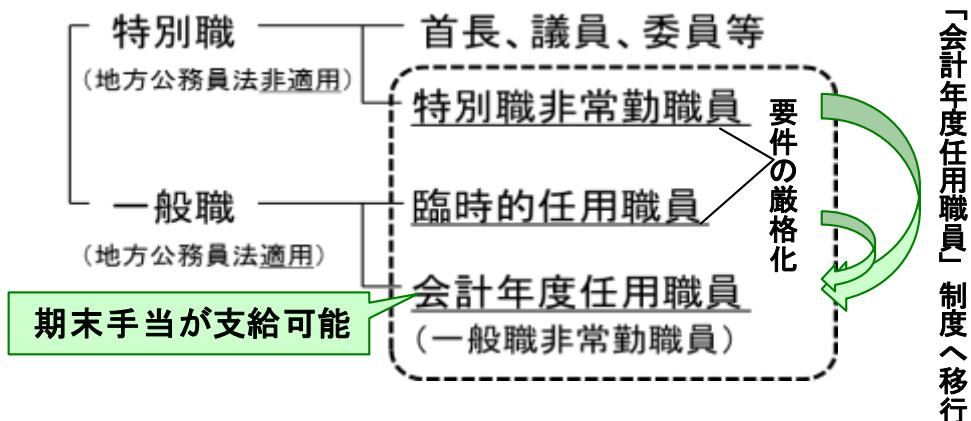 特別職
（地方公務員法非適用）
首長、議員、委員等
特別職非常勤職員
要件の厳格化
一般職
（地方公務員法適用）
臨時的任用職員
会計年度任用職員
（一般職非常勤職員）
期末手当が支給可能
「会計年度任用職員」制度へ移行